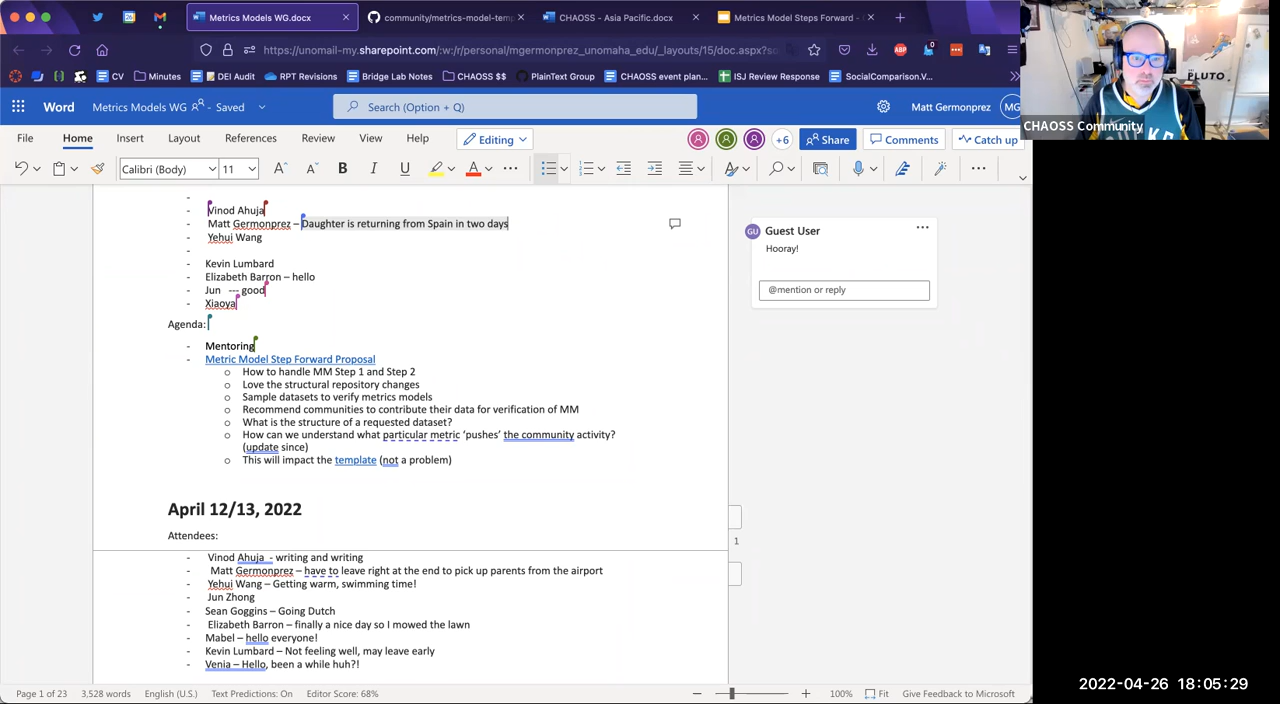 Metrics Models WG.docx
community/metrics-model-temp
CHAOSS - Asia Pacific.docx
Metrics Model Steps Forward -
https://unomail-my.sharepoint.com/:w:/r/personal/mgermonprez_unomaha_edu/_layouts/15/doc.aspx?
CV
Minutes
DEI Audit
RPT Revisions
Bridge Lab Notes
CHAOSS $$
PlainText Group
CHAOSS event plan...
ISJ Review Response
SocialComparison.V...
Word
Metrics Models WG - Saved
Search (Option + Q)
Matt Germonprez
MG
PLUTO
CHAOSS Community
File
Home
Insert
Layout
References
Review
View
Help
Editing
+6
Share
Comments
Catch up
Calibri (Body)
11
-
- Vinod Ahuja
- Matt Germonprez – Daughter is returning from Spain in two days
- Yehui Wang
-
- Kevin Lumbard
- Elizabeth Barron – hello
- Jun --- good
- Xiaoya
Agenda:
- Mentoring
- Metric Model Step Forward Proposal
o How to handle MM Step 1 and Step 2
o Love the structural repository changes
o Sample datasets to verify metrics models
o Recommend communities to contribute their data for verification of MM
o What is the structure of a requested dataset?
o How can we understand what particular metric ‘pushes’ the community activity?
(update since)
o This will impact the template (not a problem)
GU
Guest User
Hooray!
@mention or reply
April 12/13, 2022
Attendees:
1
- Vinod Ahuja - writing and writing
- Matt Germonprez – have to leave right at the end to pick up parents from the airport
- Yehui Wang – Getting warm, swimming time!
- Jun Zhong
- Sean Goggins – Going Dutch
- Elizabeth Barron – finally a nice day so I mowed the lawn
- Mabel – hello everyone!
- Kevin Lumbard – Not feeling well, may leave early
- Venia – Hello, been a while huh?!
Page 1 of 23
3,528 words
English (U.S.)
Text Predictions: On
Editor Score: 68%
100%
Fit
Give Feedback to Microsoft
2022-04-26 18:05:29